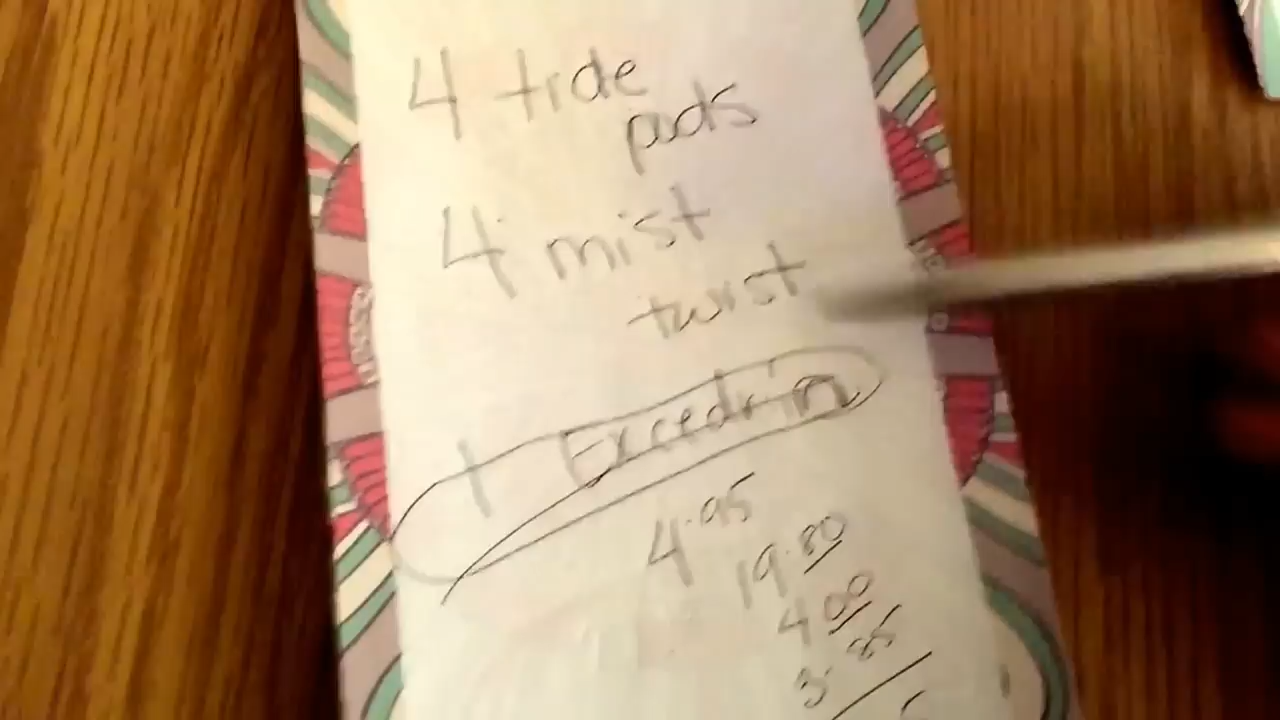 4 tide
pods
4 mist
twist
1 Excedrin
4.95
19.80
4 00
3.85